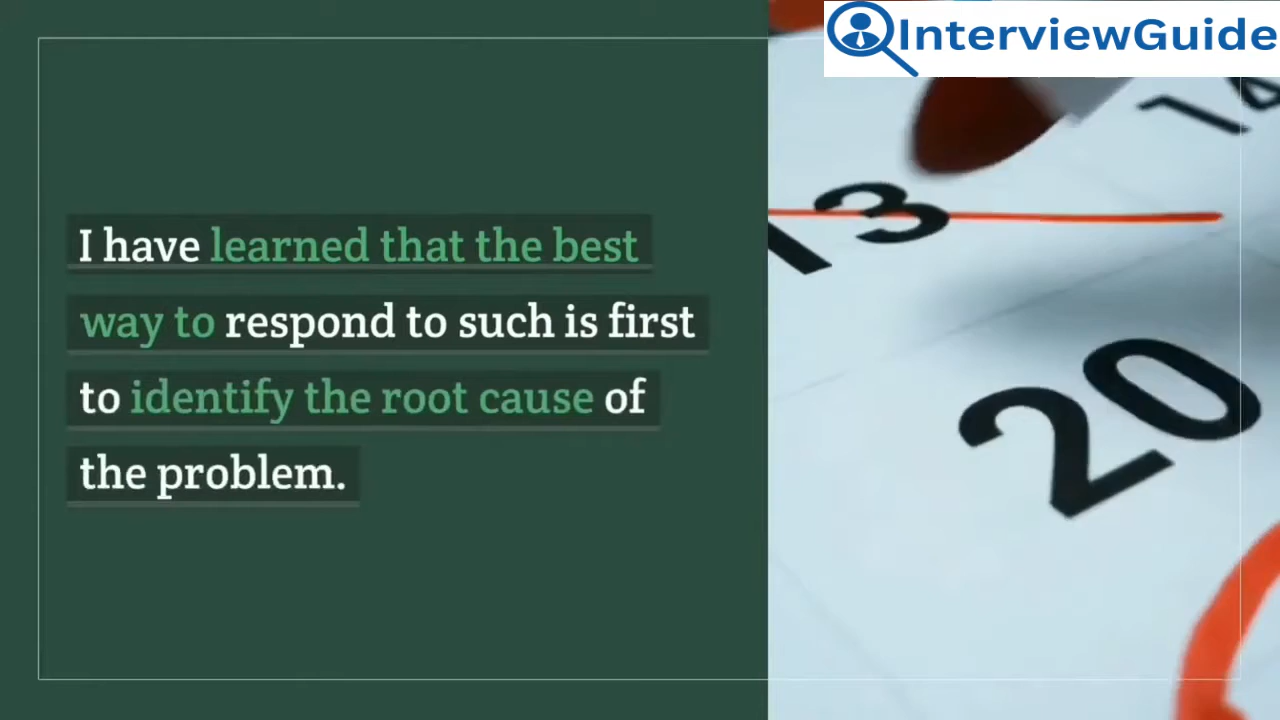 InterviewGuide
I have learned that the best
way to respond to such is first
to identify the root cause of
the problem.
13
14
20